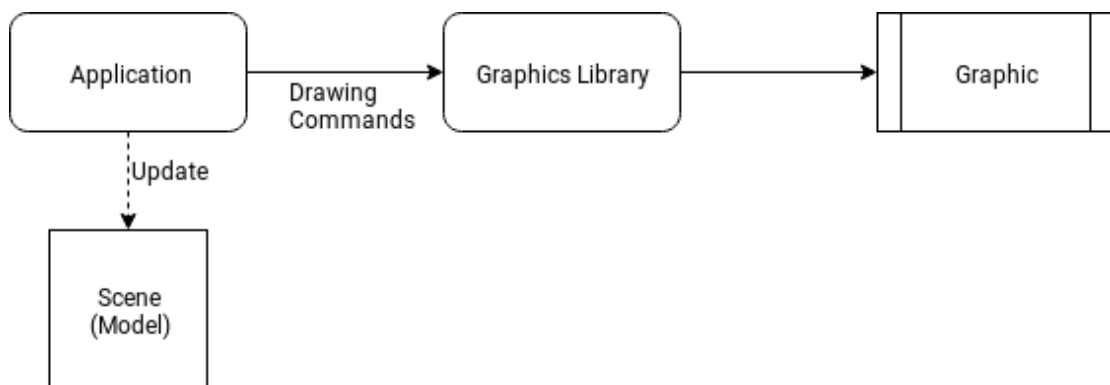 Application
Graphics Library
Graphic
Drawing
Commands
Update
Scene
(Model)